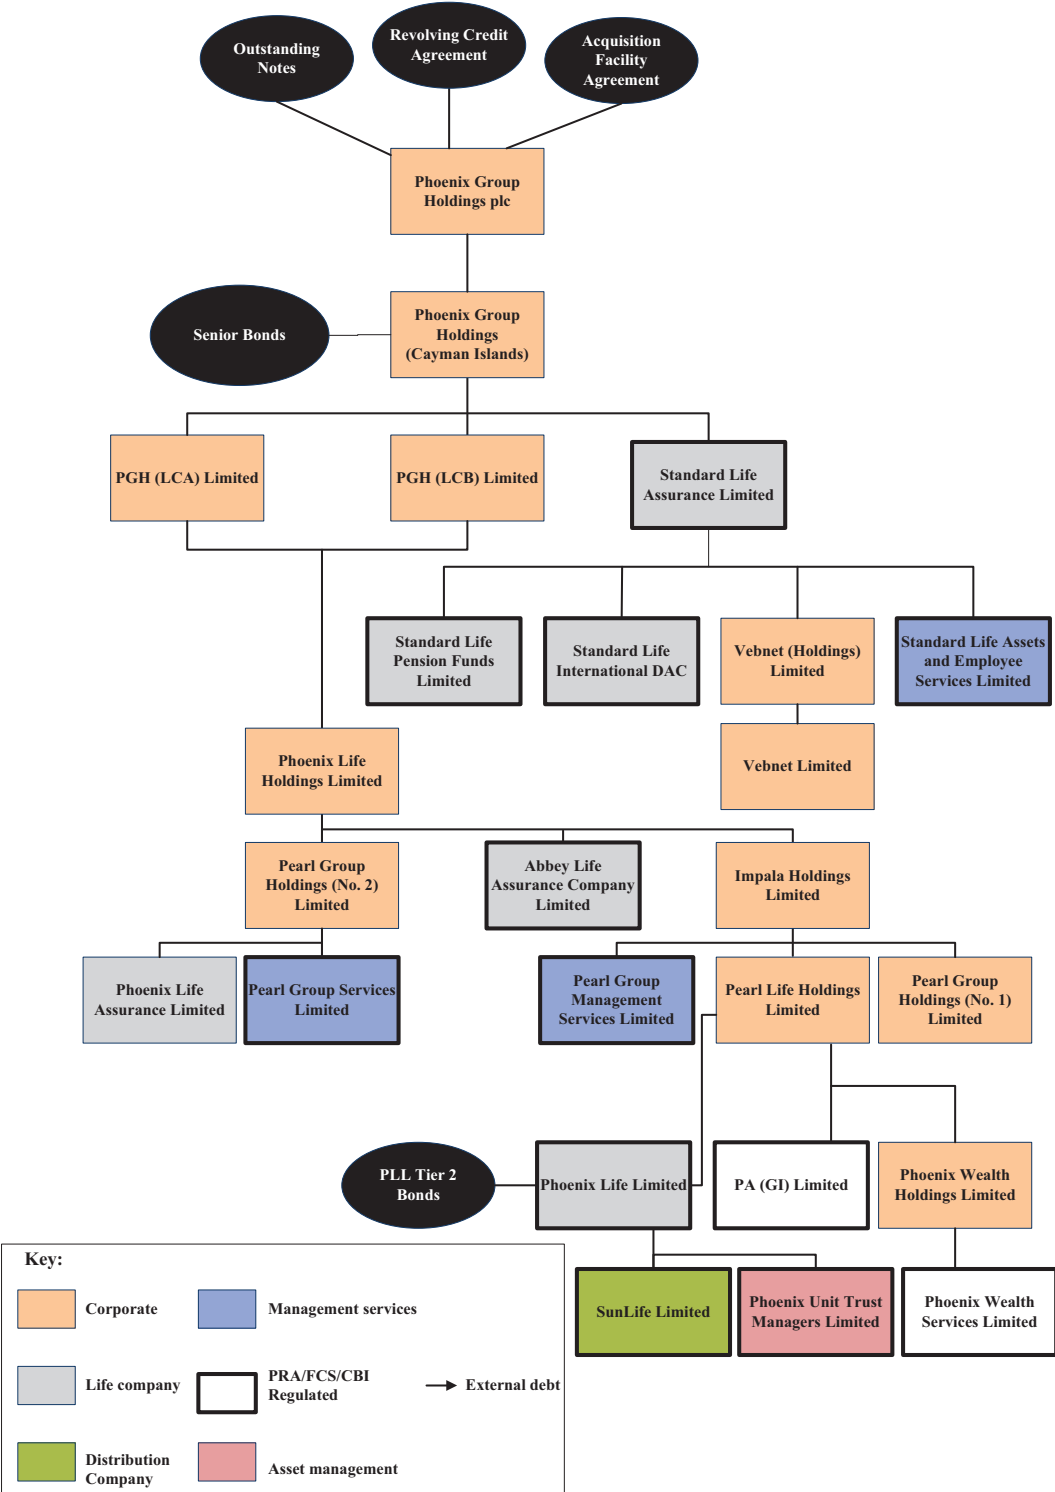 Outstanding
Notes
Revolving Credit
Agreement
Acquisition
Facility
Agreement
Phoenix Group
Holdings plc
Senior Bonds
Phoenix Group
Holdings
(Cayman Islands)
PGH (LCA) Limited
PGH (LCB) Limited
Standard Life
Assurance Limited
Standard Life
Pension Funds
Limited
Standard Life
International DAC
Vebnet (Holdings)
Limited
Standard Life Assets
and Employee
Services Limited
Vebnet Limited
Phoenix Life
Holdings Limited
Pearl Group
Holdings (No. 2)
Limited
Abbey Life
Assurance Company
Limited
Impala Holdings
Limited
Phoenix Life
Assurance Limited
Pearl Group Services
Limited
Pearl Group
Management
Services Limited
Pearl Life Holdings
Limited
Pearl Group
Holdings (No. 1)
Limited
PLL Tier 2
Bonds
Phoenix Life Limited
PA (GI) Limited
Phoenix Wealth
Holdings Limited
SunLife Limited
Phoenix Unit Trust
Managers Limited
Phoenix Wealth
Services Limited
Key:
Corporate
Management services
Life company
PRA/FCS/CBI
Regulated
External debt
Distribution
Company
Asset management